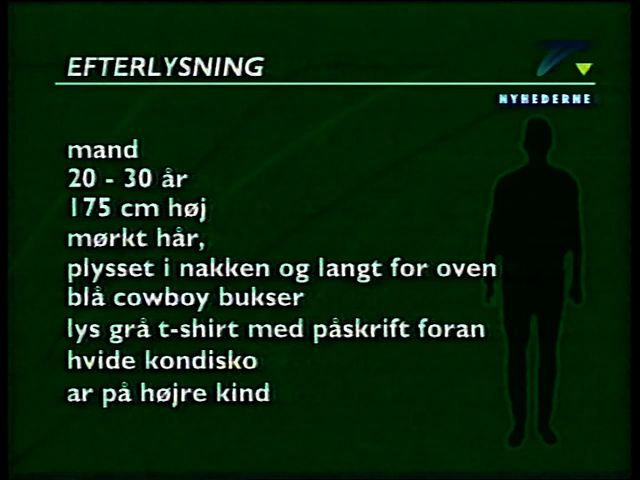 EFTERLYSNING
NYHEDERNE
mand
20 - 30 år
175 cm høj
mørkt hår,
plysset i nakken og langt for oven
blå cowboy bukser
lys grå t-shirt med påskrift foran
hvide kondisko
ar på højre kind